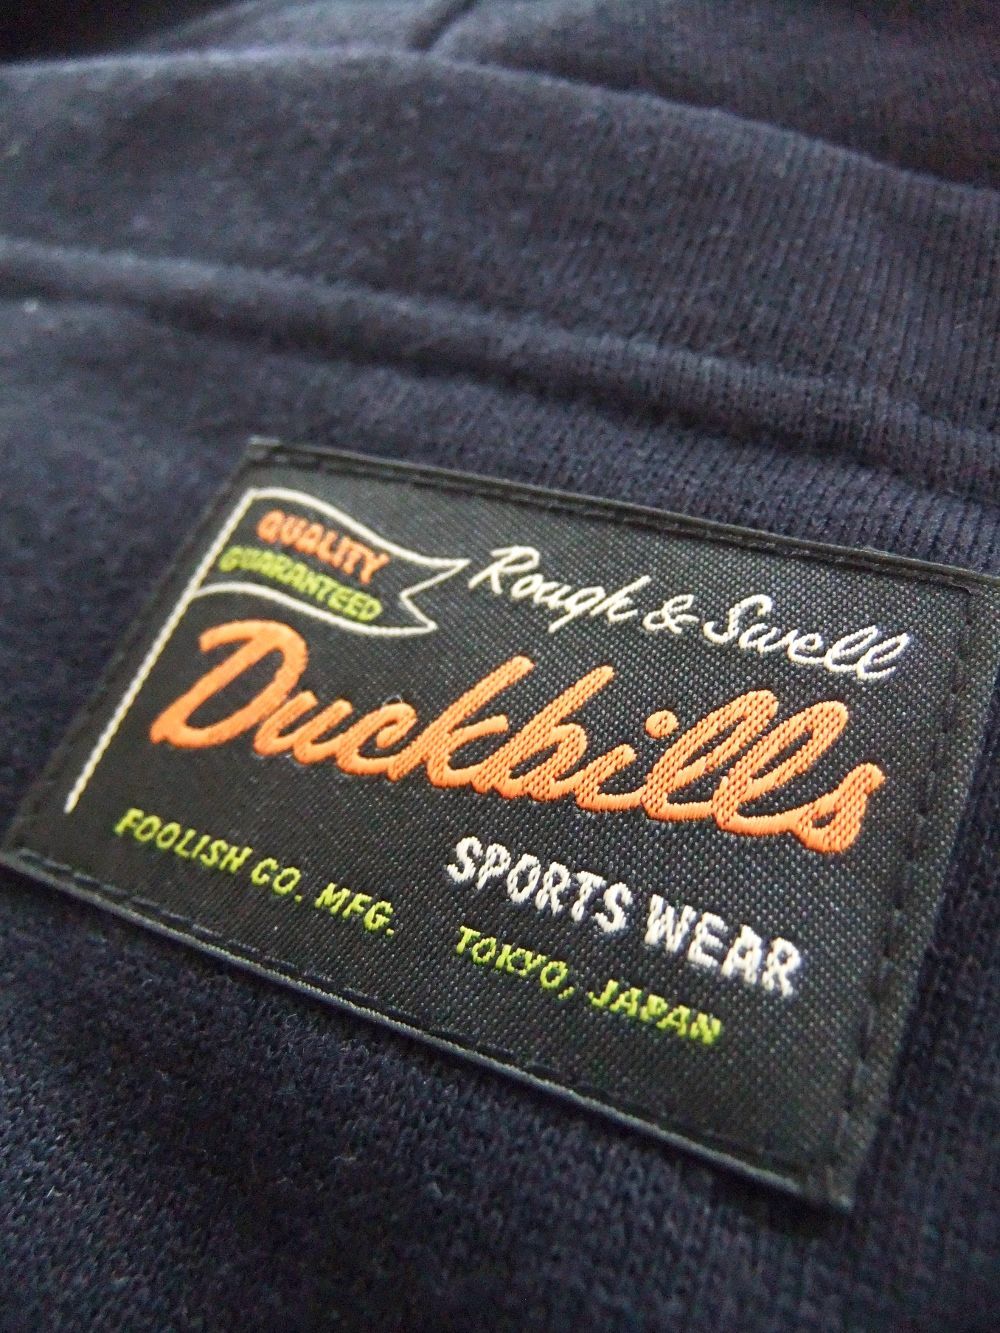 QUALITY
GUARANTEED
Rough & Swell
Duckbills
SPORTS WEAR
FOOLISH CO. MFG. TOKYO, JAPAN